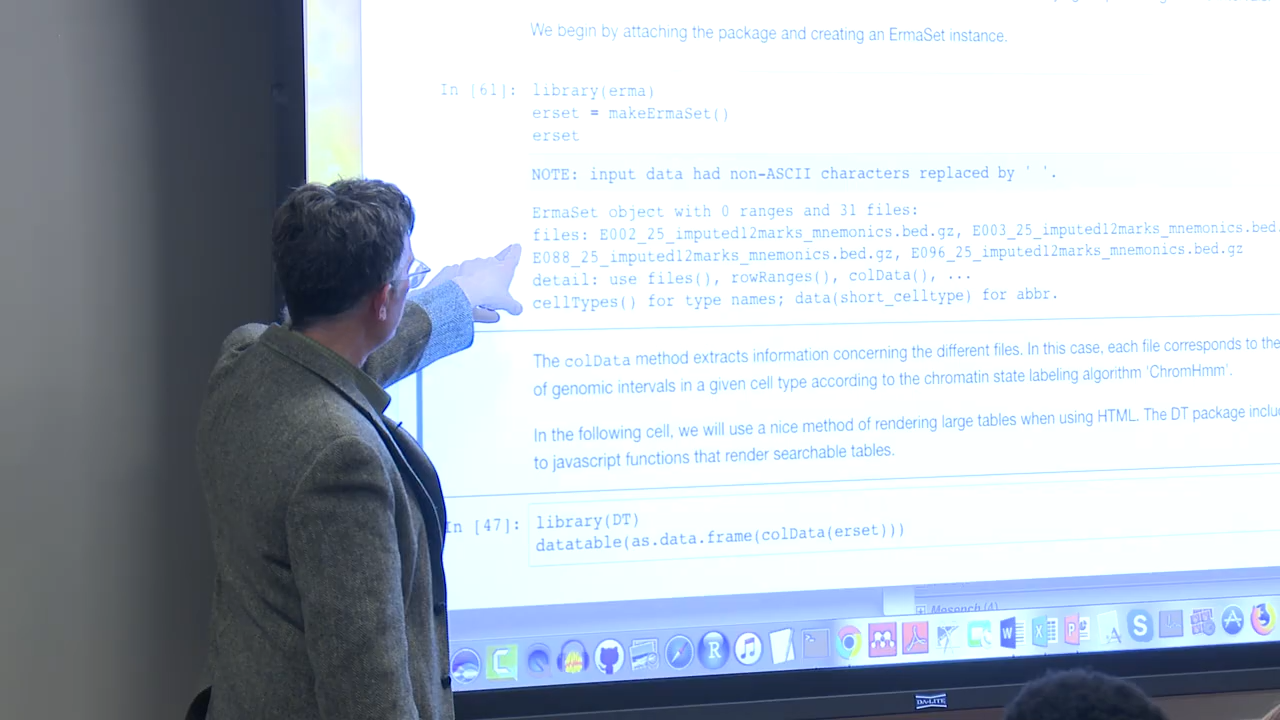 We begin by attaching the package and creating an ErmaSet instance.
In [61]: library(erma)
erset = makeErmaSet()
erset
NOTE: input data had non-ASCII characters replaced by ' '.
ErmaSet object with 0 ranges and 31 files:
files: E002_25_imputed12marks_mnemonics.bed.gz, E003_25_imputed12marks_mnemonics.bed.
E088_25_imputed12marks_mnemonics.bed.gz, E096_25_imputed12marks_mnemonics.bed.gz
detail: use files(), rowRanges(), colData(), ...
cellTypes() for type names; data(short_celltype) for abbr.
The colData method extracts information concerning the different files. In this case, each file corresponds to the
of genomic intervals in a given cell type according to the chromatin state labeling algorithm 'ChromHmm'.
In the following cell, we will use a nice method of rendering large tables when using HTML. The DT package inclu
to javascript functions that render searchable tables.
In [47]: library(DT)
datatable(as.data.frame(colData(erset)))
Mesench (4)
DA-LITE